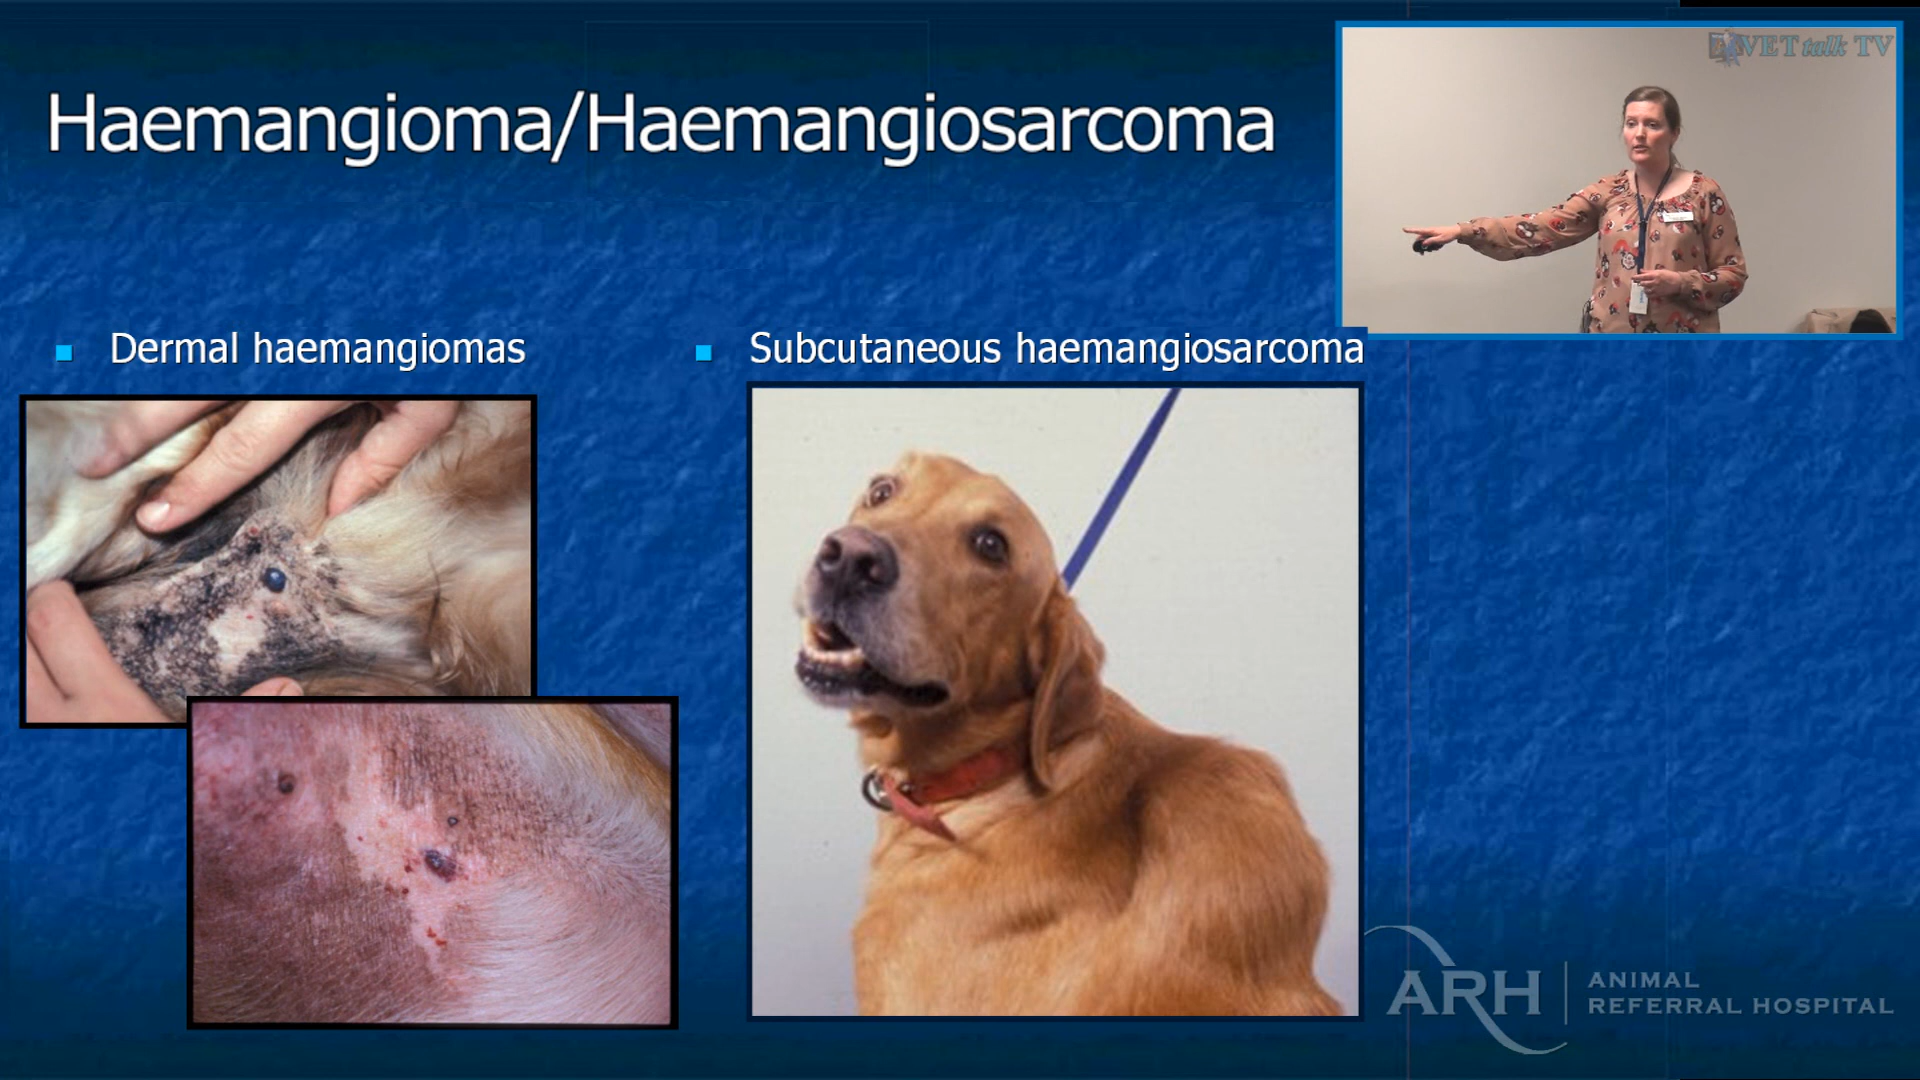 Haemangioma/Haemangiosarcoma
VET talk TV
Dermal haemangiomas
Subcutaneous haemangiosarcoma
ARH
ANIMAL
REFERRAL HOSPITAL